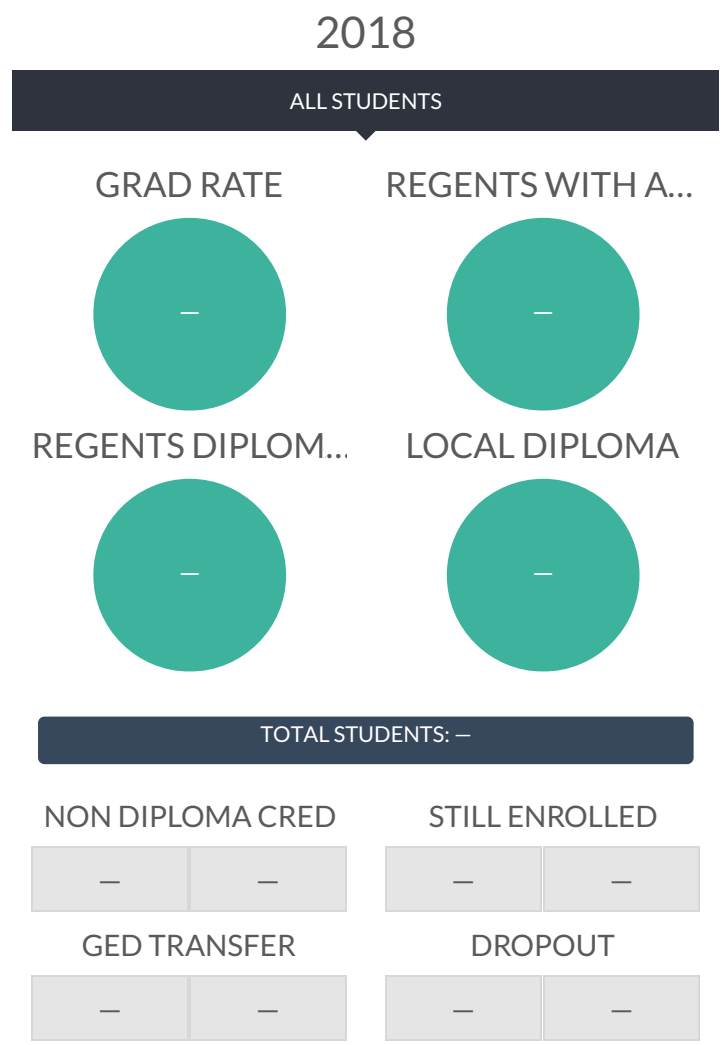 2018
ALL STUDENTS
GRAD RATE
REGENTS WITH A...
—
—
REGENTS DIPLOM...
LOCAL DIPLOMA
—
—
TOTAL STUDENTS: —
NON DIPLOMA CRED
STILL ENROLLED
— —
— —
GED TRANSFER
DROPOUT
— —
— —